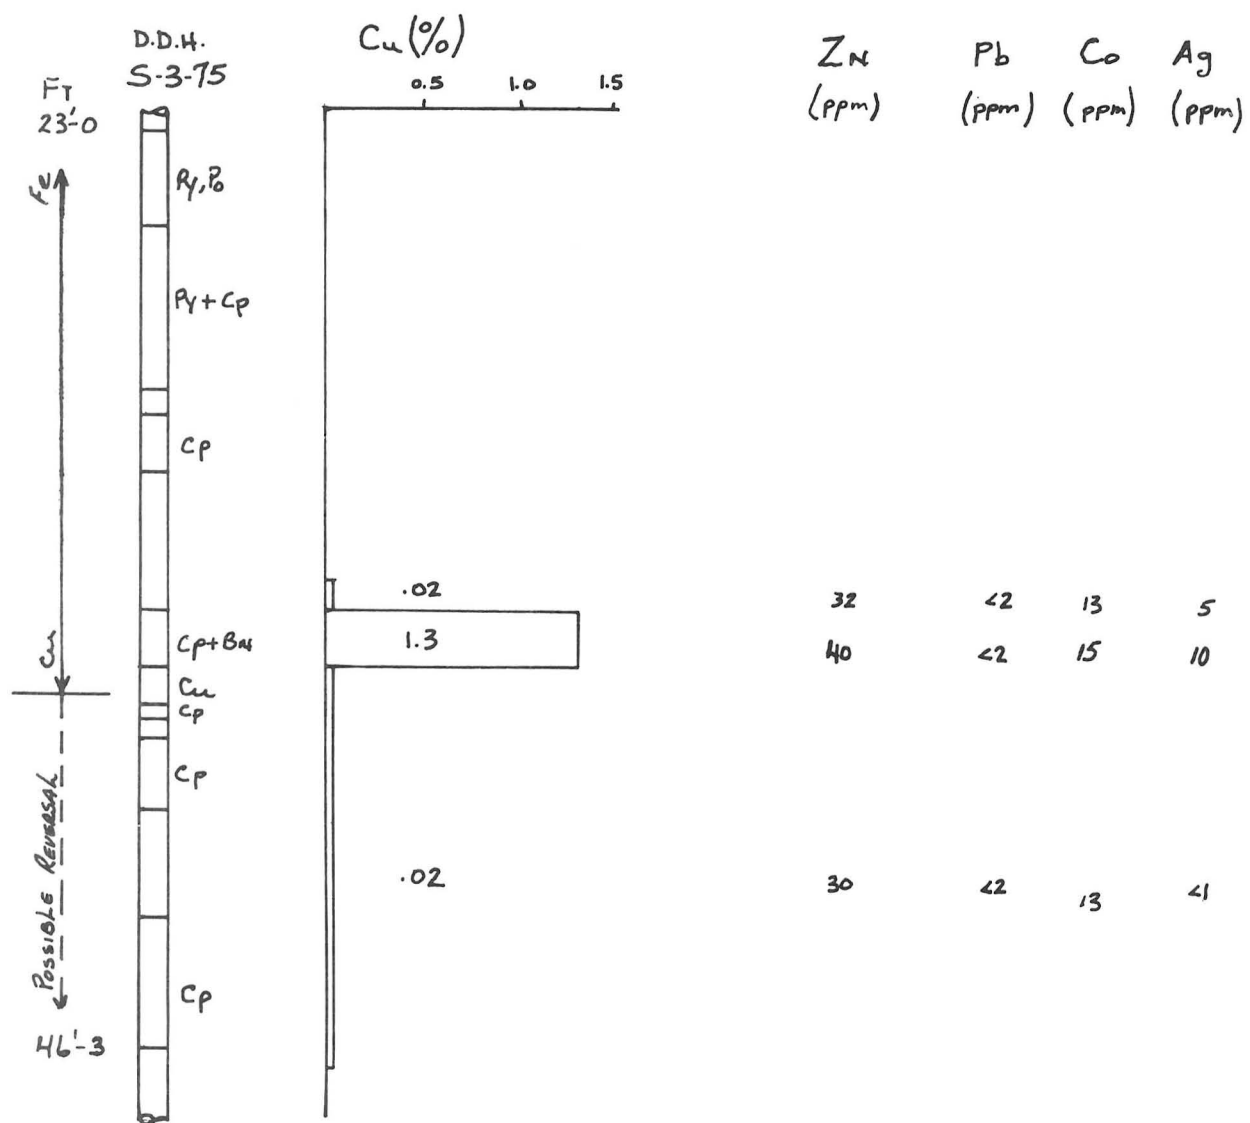 D.D.H.
S-3-75
Cu (%)
Zn Pb Co Ag
(ppm) (ppm) (ppm) (ppm)
0.5 1.0 1.5
FT
23'-0
Fe
Py, Po
Py + Cp
Cp
.02 32 <2 13 5
Cp + Bn
1.3 40 <2 15 10
Cu
Cu
Cp
Cp
POSSIBLE REVERSAL
.02 30 <2 13 <1
Cp
46'-3